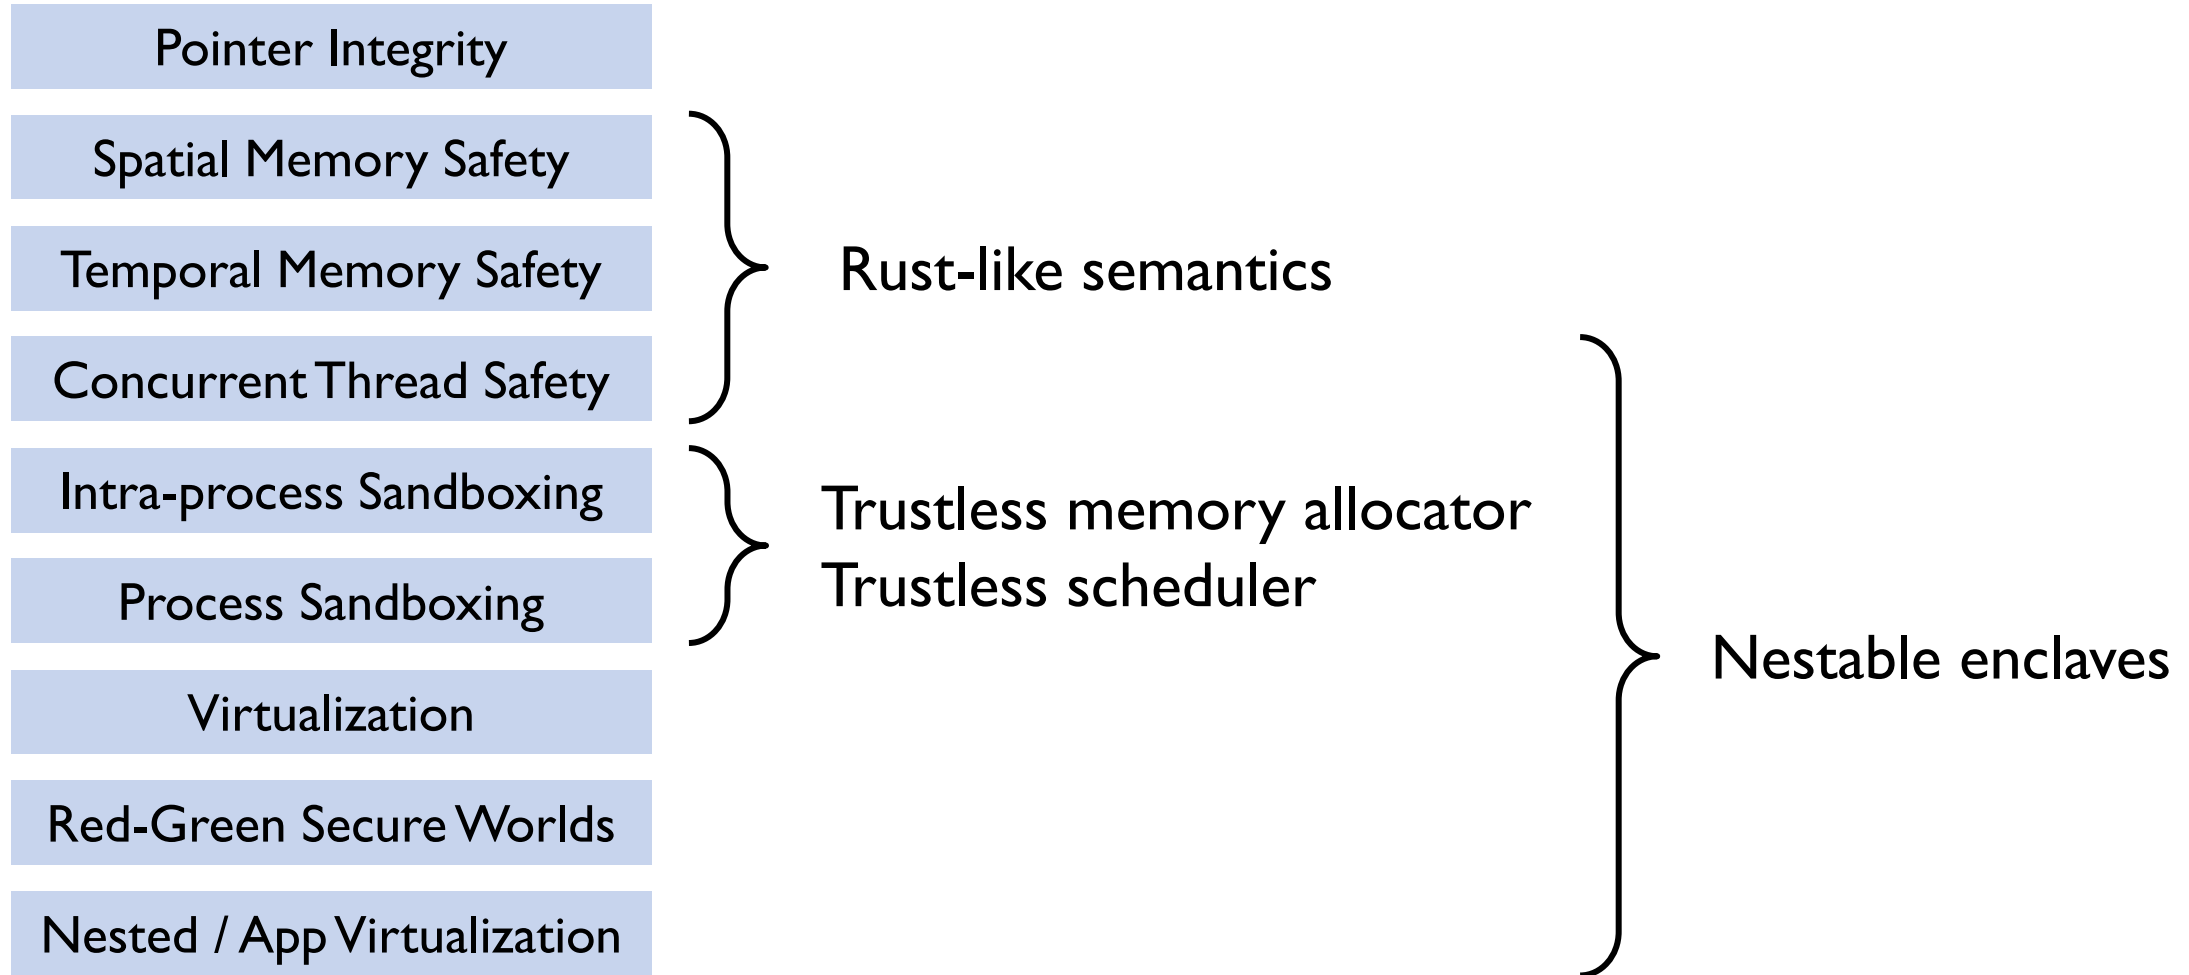 Pointer Integrity
Spatial Memory Safety
Temporal Memory Safety
Concurrent Thread Safety
Intra-process Sandboxing
Process Sandboxing
Virtualization
Red-Green Secure Worlds
Nested / App Virtualization
Rust-like semantics
Trustless memory allocator
Trustless scheduler
Nestable enclaves